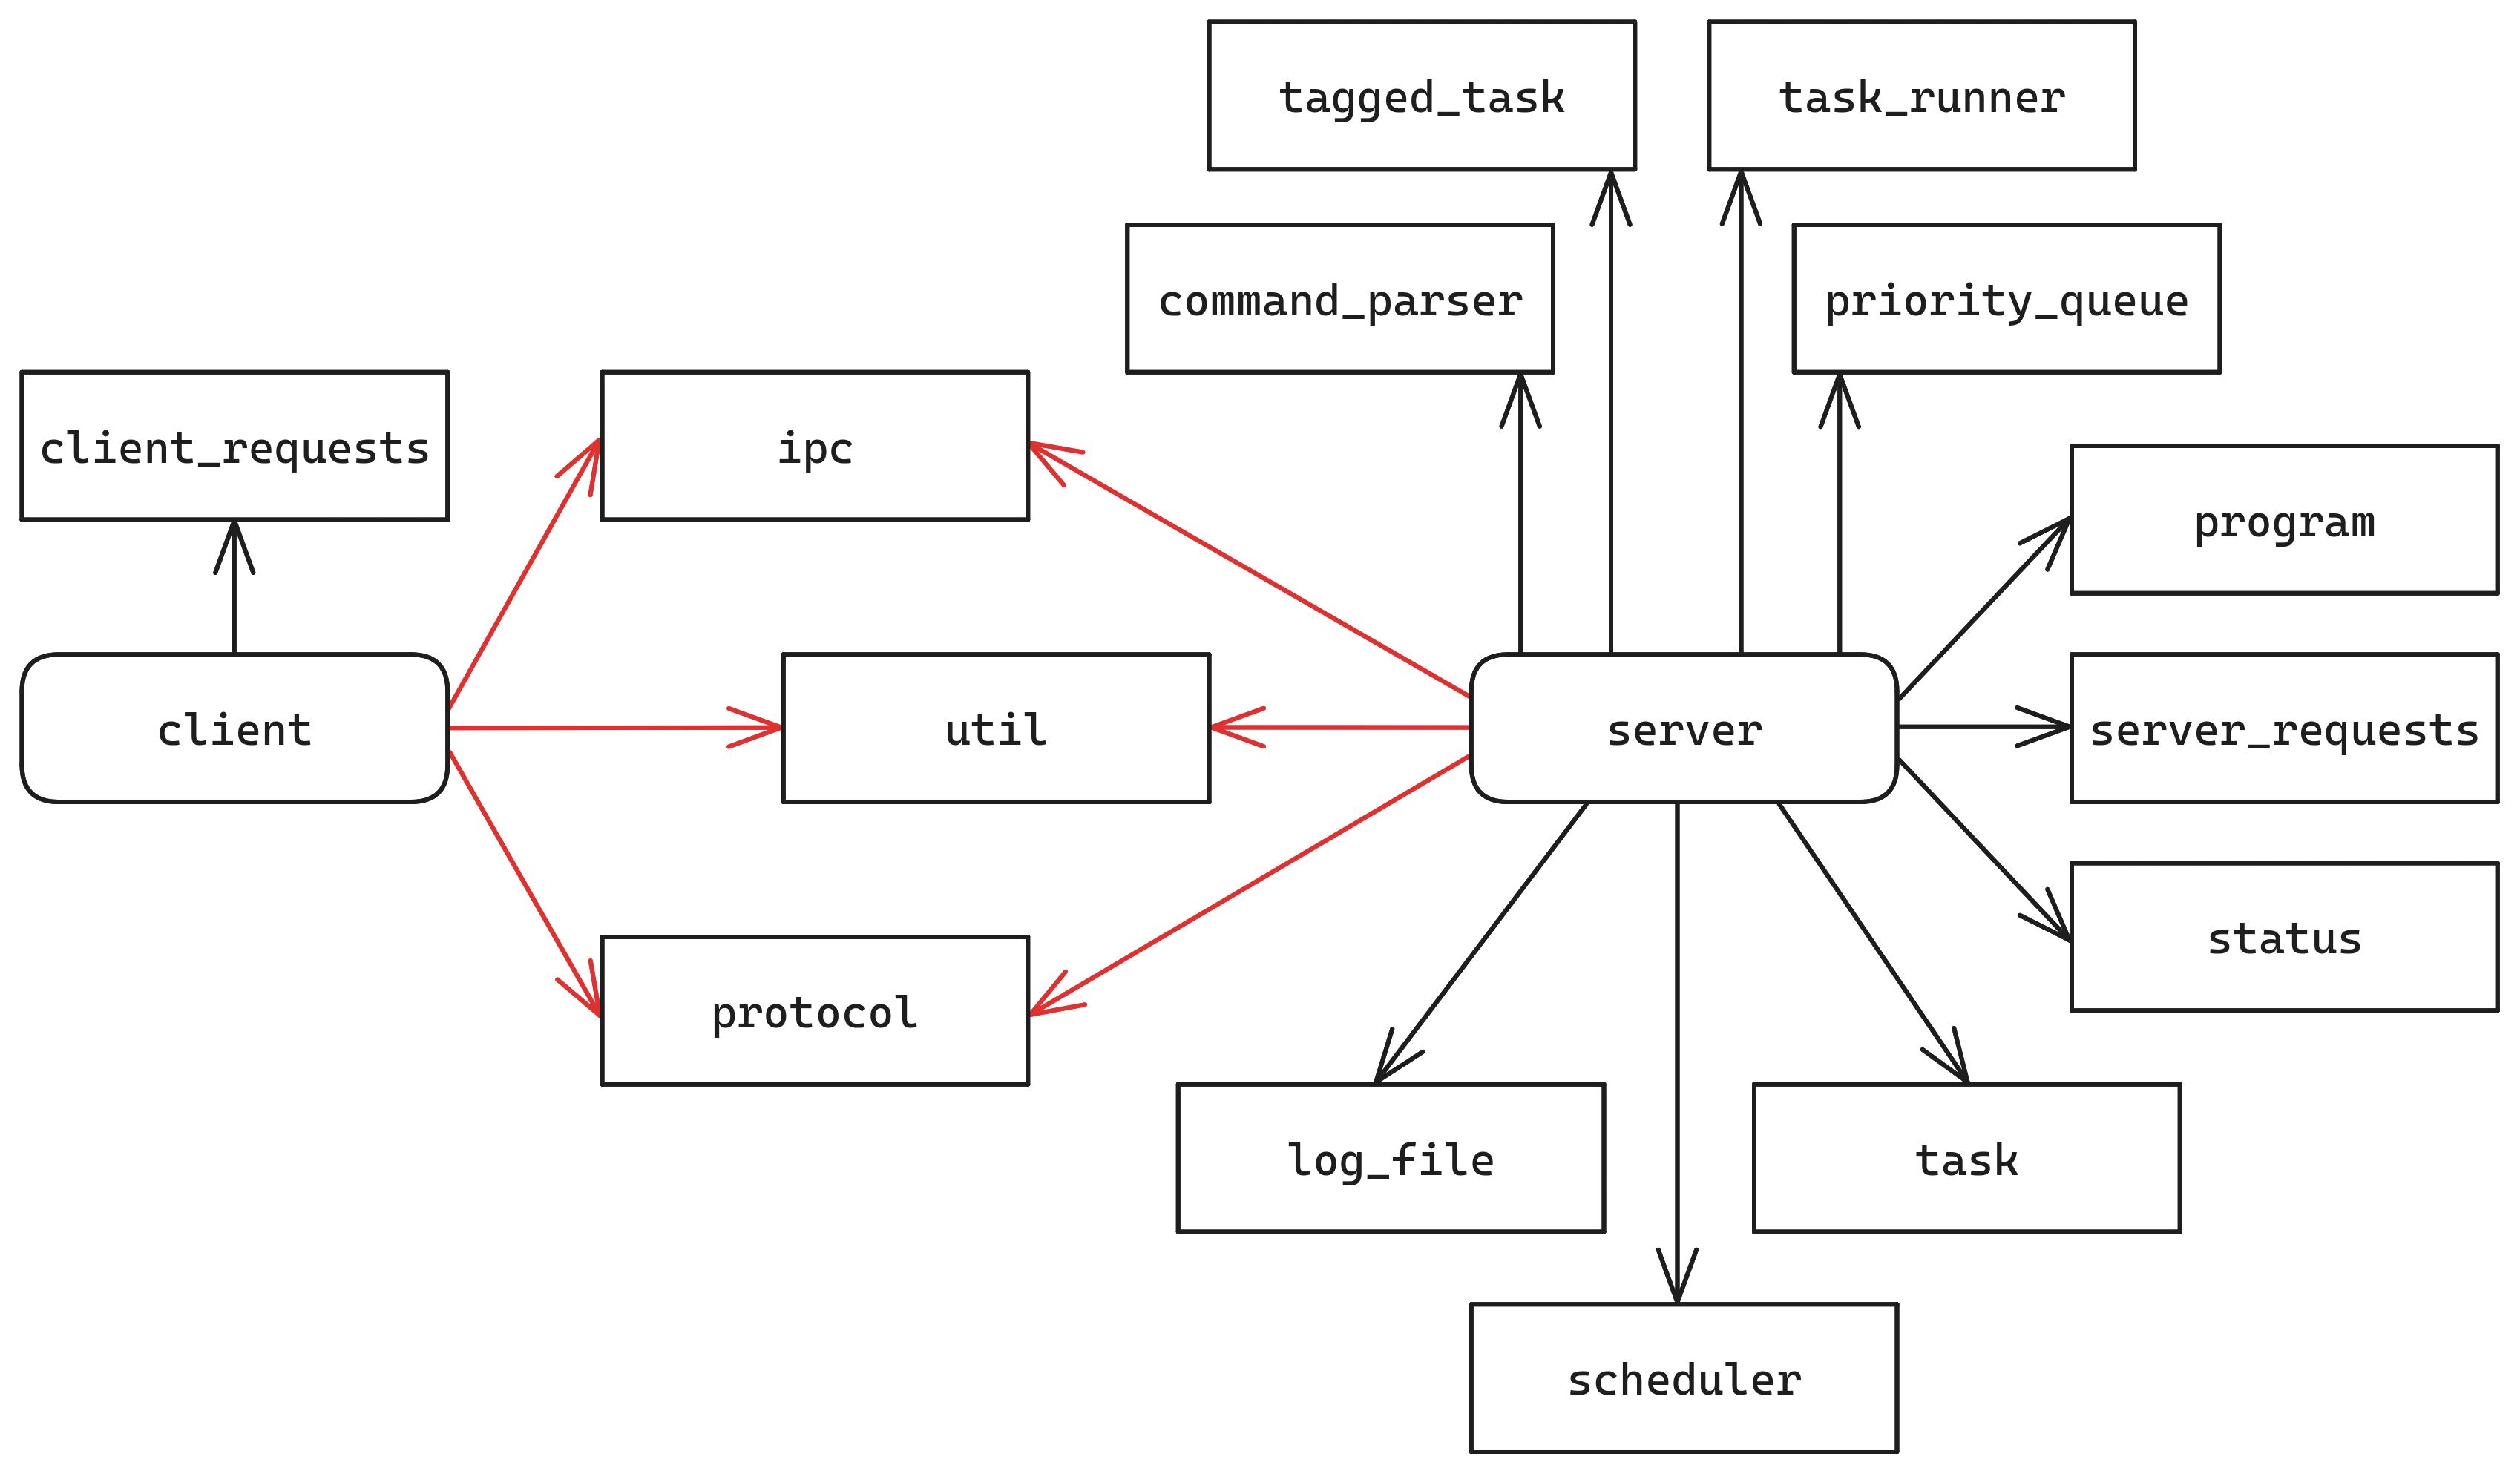 tagged_task
task_runner
command_parser
priority_queue
client_requests
ipc
program
client
util
server
server_requests
status
protocol
log_file
task
scheduler